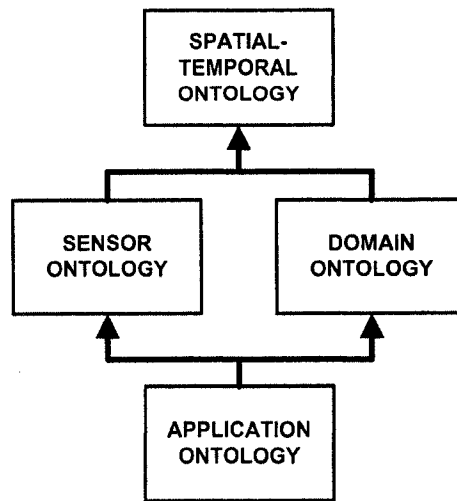 SPATIAL-
TEMPORAL
ONTOLOGY
SENSOR
ONTOLOGY
DOMAIN
ONTOLOGY
APPLICATION
ONTOLOGY